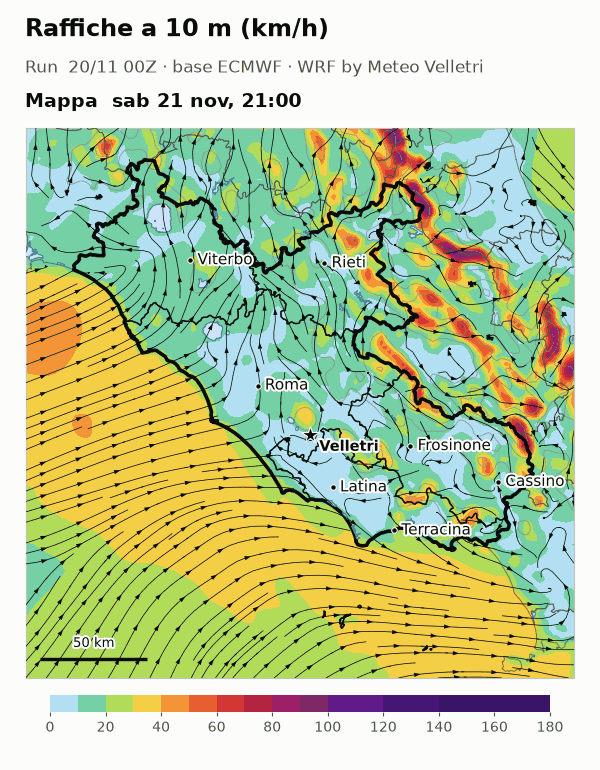 Raffiche a 10 m (km/h)
Run 20/11 00Z · base ECMWF · WRF by Meteo Velletri
Mappa sab 21 nov, 21:00
Viterbo
Rieti
Roma
Velletri
Frosinone
Latina
Cassino
Terracina
50 km
0 20 40 60 80 100 120 140 160 180